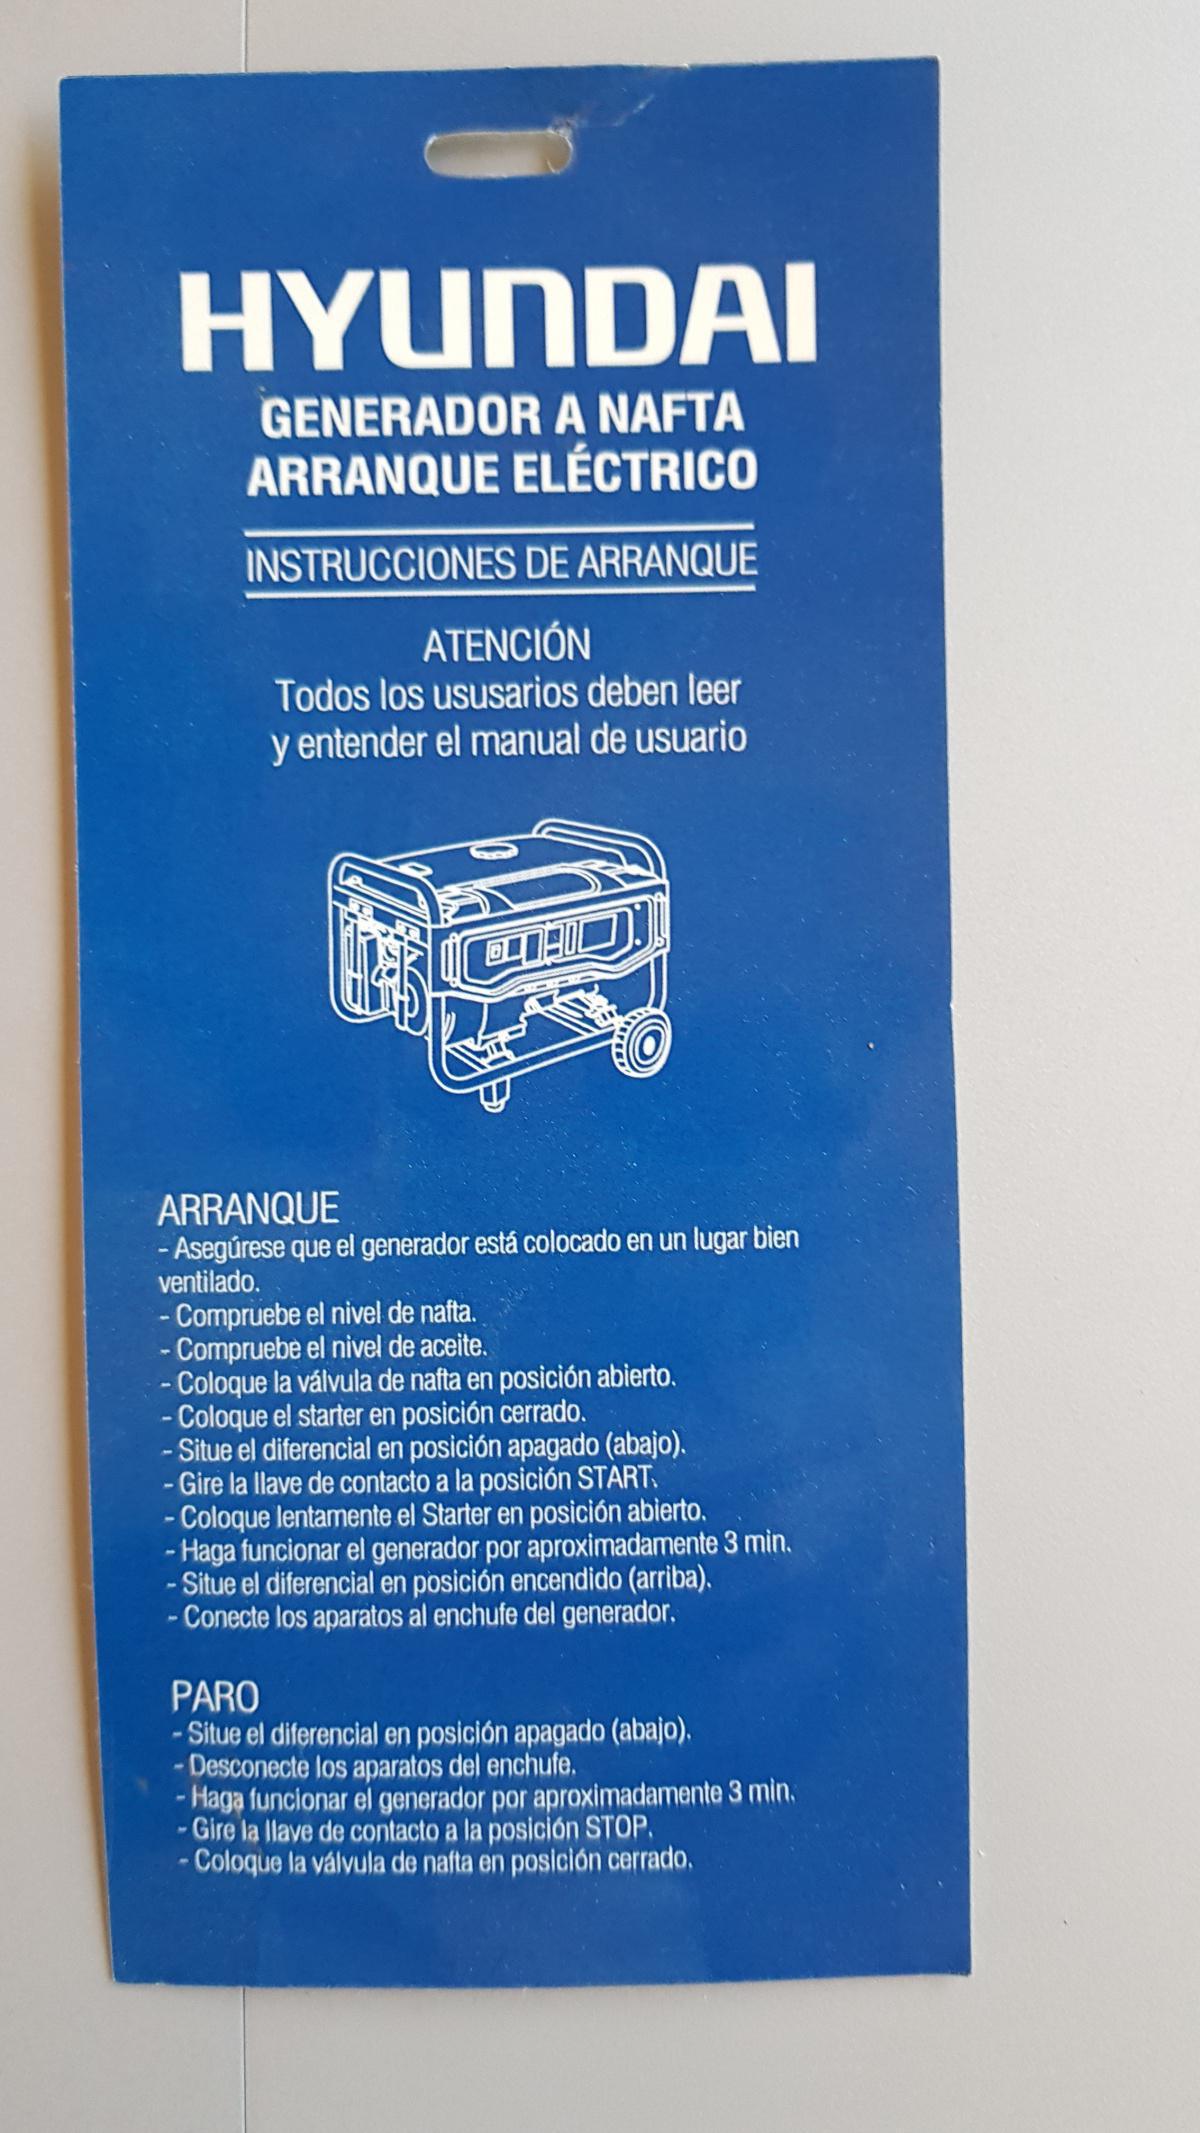 HYUNDAI
GENERADOR A NAFTA
ARRANQUE ELÉCTRICO
INSTRUCCIONES DE ARRANQUE
ATENCIÓN
Todos los ususarios deben leer
y entender el manual de usuario
ARRANQUE
- Asegúrese que el generador está colocado en un lugar bien
ventilado.
- Compruebe el nivel de nafta.
- Compruebe el nivel de aceite.
- Coloque la válvula de nafta en posición abierto.
- Coloque el starter en posición cerrado.
- Situe el diferencial en posición apagado (abajo).
- Gire la llave de contacto a la posición START.
- Coloque lentamente el Starter en posición abierto.
- Haga funcionar el generador por aproximadamente 3 min.
- Situe el diferencial en posición encendido (arriba).
- Conecte los aparatos al enchufe del generador.
PARO
- Situe el diferencial en posición apagado (abajo).
- Desconecte los aparatos del enchufe.
- Haga funcionar el generador por aproximadamente 3 min.
- Gire la llave de contacto a la posición STOP.
- Coloque la válvula de nafta en posición cerrado.